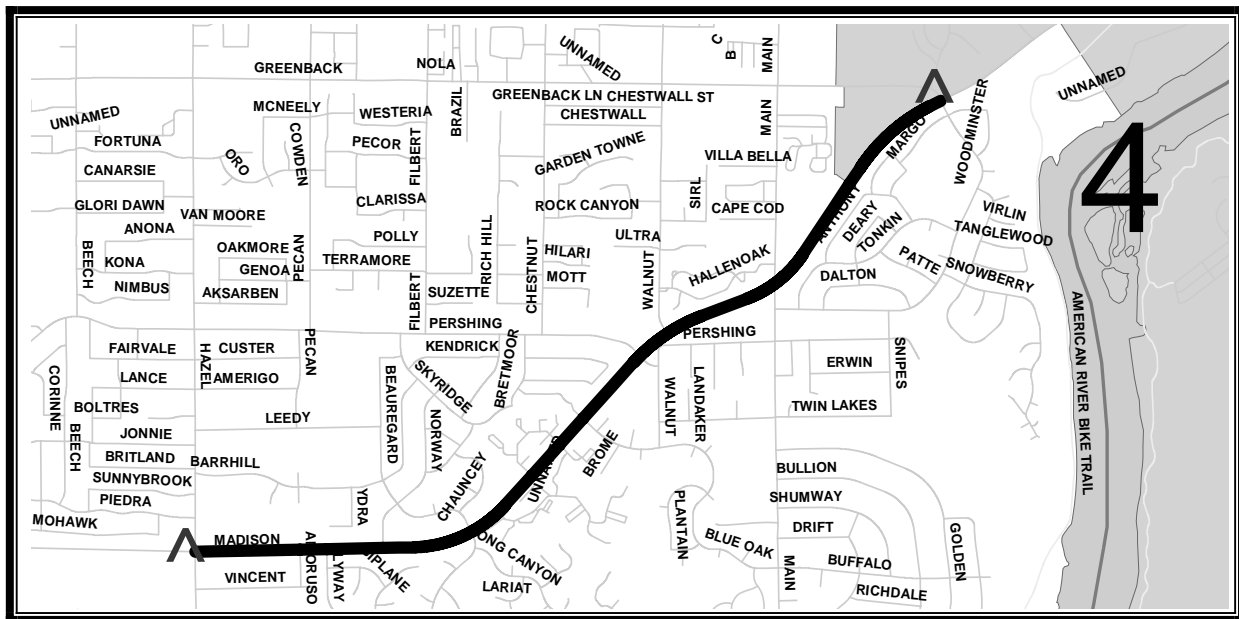 C
B
MAIN
UNNAMED
NOLA
GREENBACK
UNNAMED
GREENBACK LN CHESTWALL ST
BRAZIL
MCNEELY
WESTERIA
CHESTWALL
MAIN
UNNAMED
WOODMINSTER
4
FORTUNA
COWDEN
PECOR
FILBERT
GARDEN TOWNE
MARGO
ORO
CANARSIE
VILLA BELLA
SIRL
CLARISSA
GLORI DAWN
VAN MOORE
ROCK CANYON
CAPE COD
ANTHONY
DEARY
TONKIN
VIRLIN
TANGLEWOOD
ANONA
POLLY
RICH HILL
ULTRA
BEECH
KONA
OAKMORE
PECAN
TERRAMORE
CHESTNUT
HILARI
WALNUT
HALLENOAK
PATTE
SNOWBERRY
GENOA
MOTT
DALTON
NIMBUS
AKSARBEN
FILBERT
SUZETTE
AMERICAN RIVER BIKE TRAIL
PERSHING
PERSHING
PECAN
FAIRVALE
HAZEL
CUSTER
KENDRICK
BRETMOOR
SNIPES
ERWIN
CORINNE
LANCE
AMERIGO
BEAUREGARD
SKYRIDGE
WALNUT
LANDAKER
BOLTRES
LEEDY
NORWAY
TWIN LAKES
JONNIE
BEECH
BRITLAND
BARRHILL
BROME
BULLION
SUNNYBROOK
CHAUNCEY
PIEDRA
YDRA
PLANTAIN
SHUMWAY
MOHAWK
DRIFT
GOLDEN
MADISON
BLUE OAK
MAIN
BUFFALO
VINCENT
LARIAT
RICHDALE